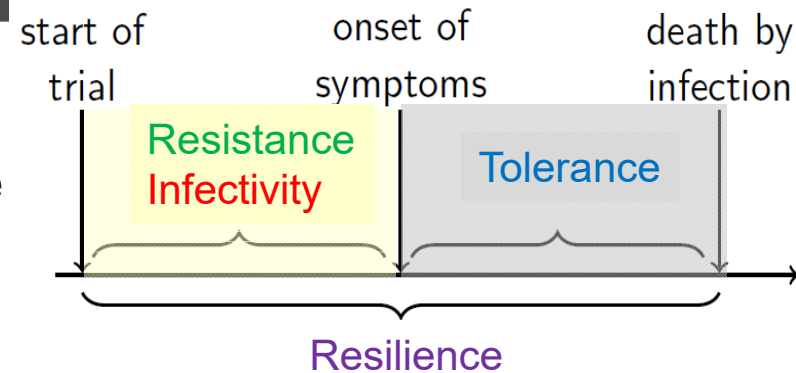 start of
trial
onset of
symptoms
death by
infection
Resistance
Infectivity
Tolerance
e
Resilience